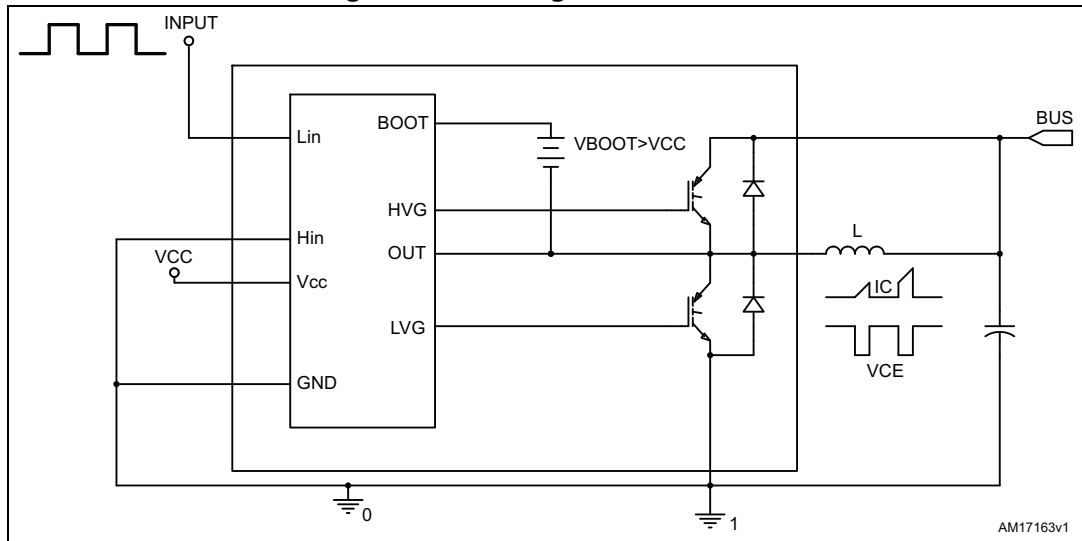 INPUT
BUS
BOOT
Lin
VBOOT>VCC
HVG
Hin
OUT
L
VCC
Vcc
IC
LVG
VCE
GND
0
1
AM17163v1